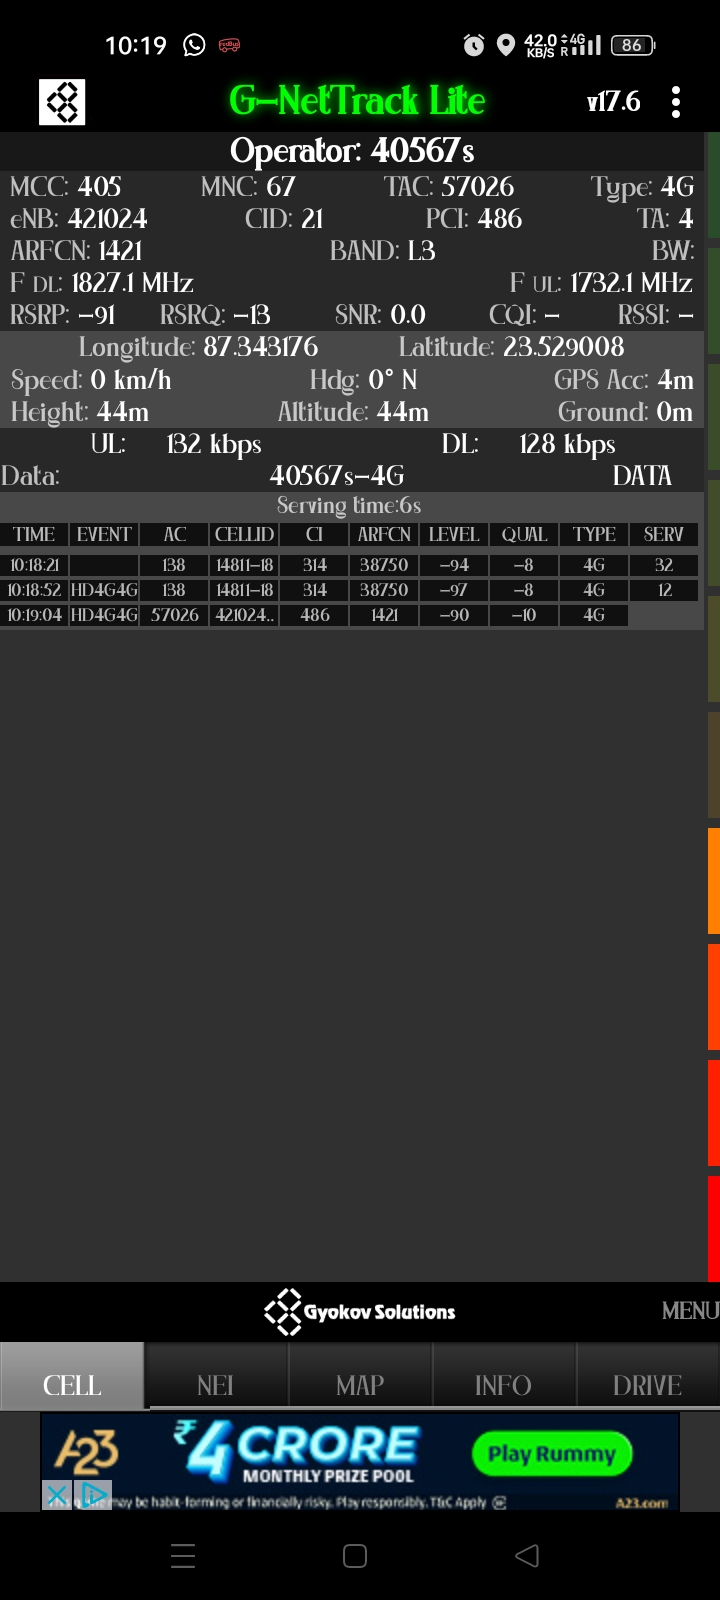 10:19 redBus 42.0 KB/S 4G R 86
G-NetTrack Lite v17.6
Operator: 40567s
MCC: 405 MNC: 67 TAC: 57026 Type: 4G
eNB: 421024 CID: 21 PCI: 486 TA: 4
ARFCN: 1421 BAND: L3 BW:
F DL: 1827.1 MHz F UL: 1732.1 MHz
RSRP: -91 RSRQ: -13 SNR: 0.0 CQI: - RSSI: -
Longitude: 87.343176 Latitude: 23.529008
Speed: 0 km/h Hdg: 0° N GPS Acc: 4m
Height: 44m Altitude: 44m Ground: 0m
UL: 132 kbps DL: 128 kbps
Data: 40567s-4G DATA
Serving time:6s
TIME EVENT AC CELLID CI ARFCN LEVEL QUAL TYPE SERV
10:18:21 138 14811-18 314 38750 -94 -8 4G 32
10:18:52 HD4G4G 138 14811-18 314 38750 -97 -8 4G 12
10:19:04 HD4G4G 57026 421024.. 486 1421 -90 -10 4G
Gyokov Solutions MENU
CELL NEI MAP INFO DRIVE
A23 ₹4 CRORE Play Rummy
MONTHLY PRIZE POOL
may be habit-forming or financially risky. Play responsibly. T&C Apply A23.com